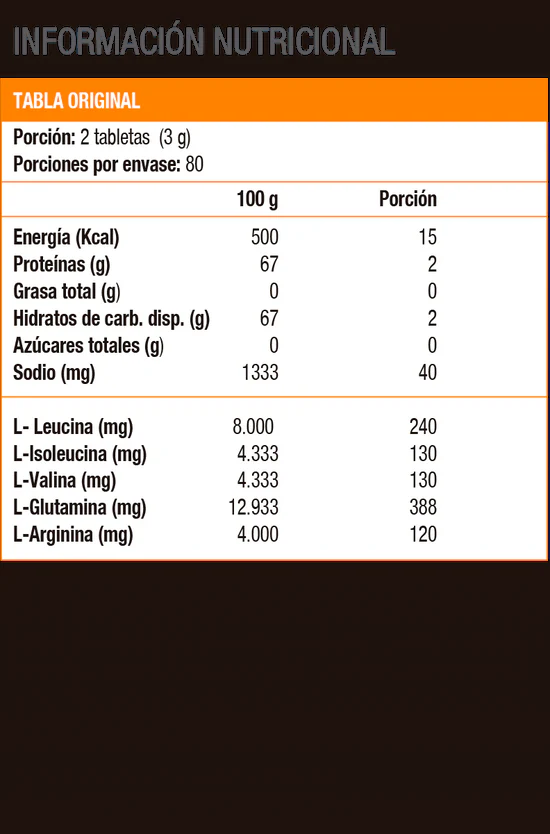 INFORMACIÓN NUTRICIONAL
TABLA ORIGINAL
Porción: 2 tabletas (3 g)
Porciones por envase: 80
100 g Porción
Energía (Kcal) 500 15
Proteínas (g) 67 2
Grasa total (g) 0 0
Hidratos de carb. disp. (g) 67 2
Azúcares totales (g) 0 0
Sodio (mg) 1333 40
L- Leucina (mg) 8.000 240
L-Isoleucina (mg) 4.333 130
L-Valina (mg) 4.333 130
L-Glutamina (mg) 12.933 388
L-Arginina (mg) 4.000 120